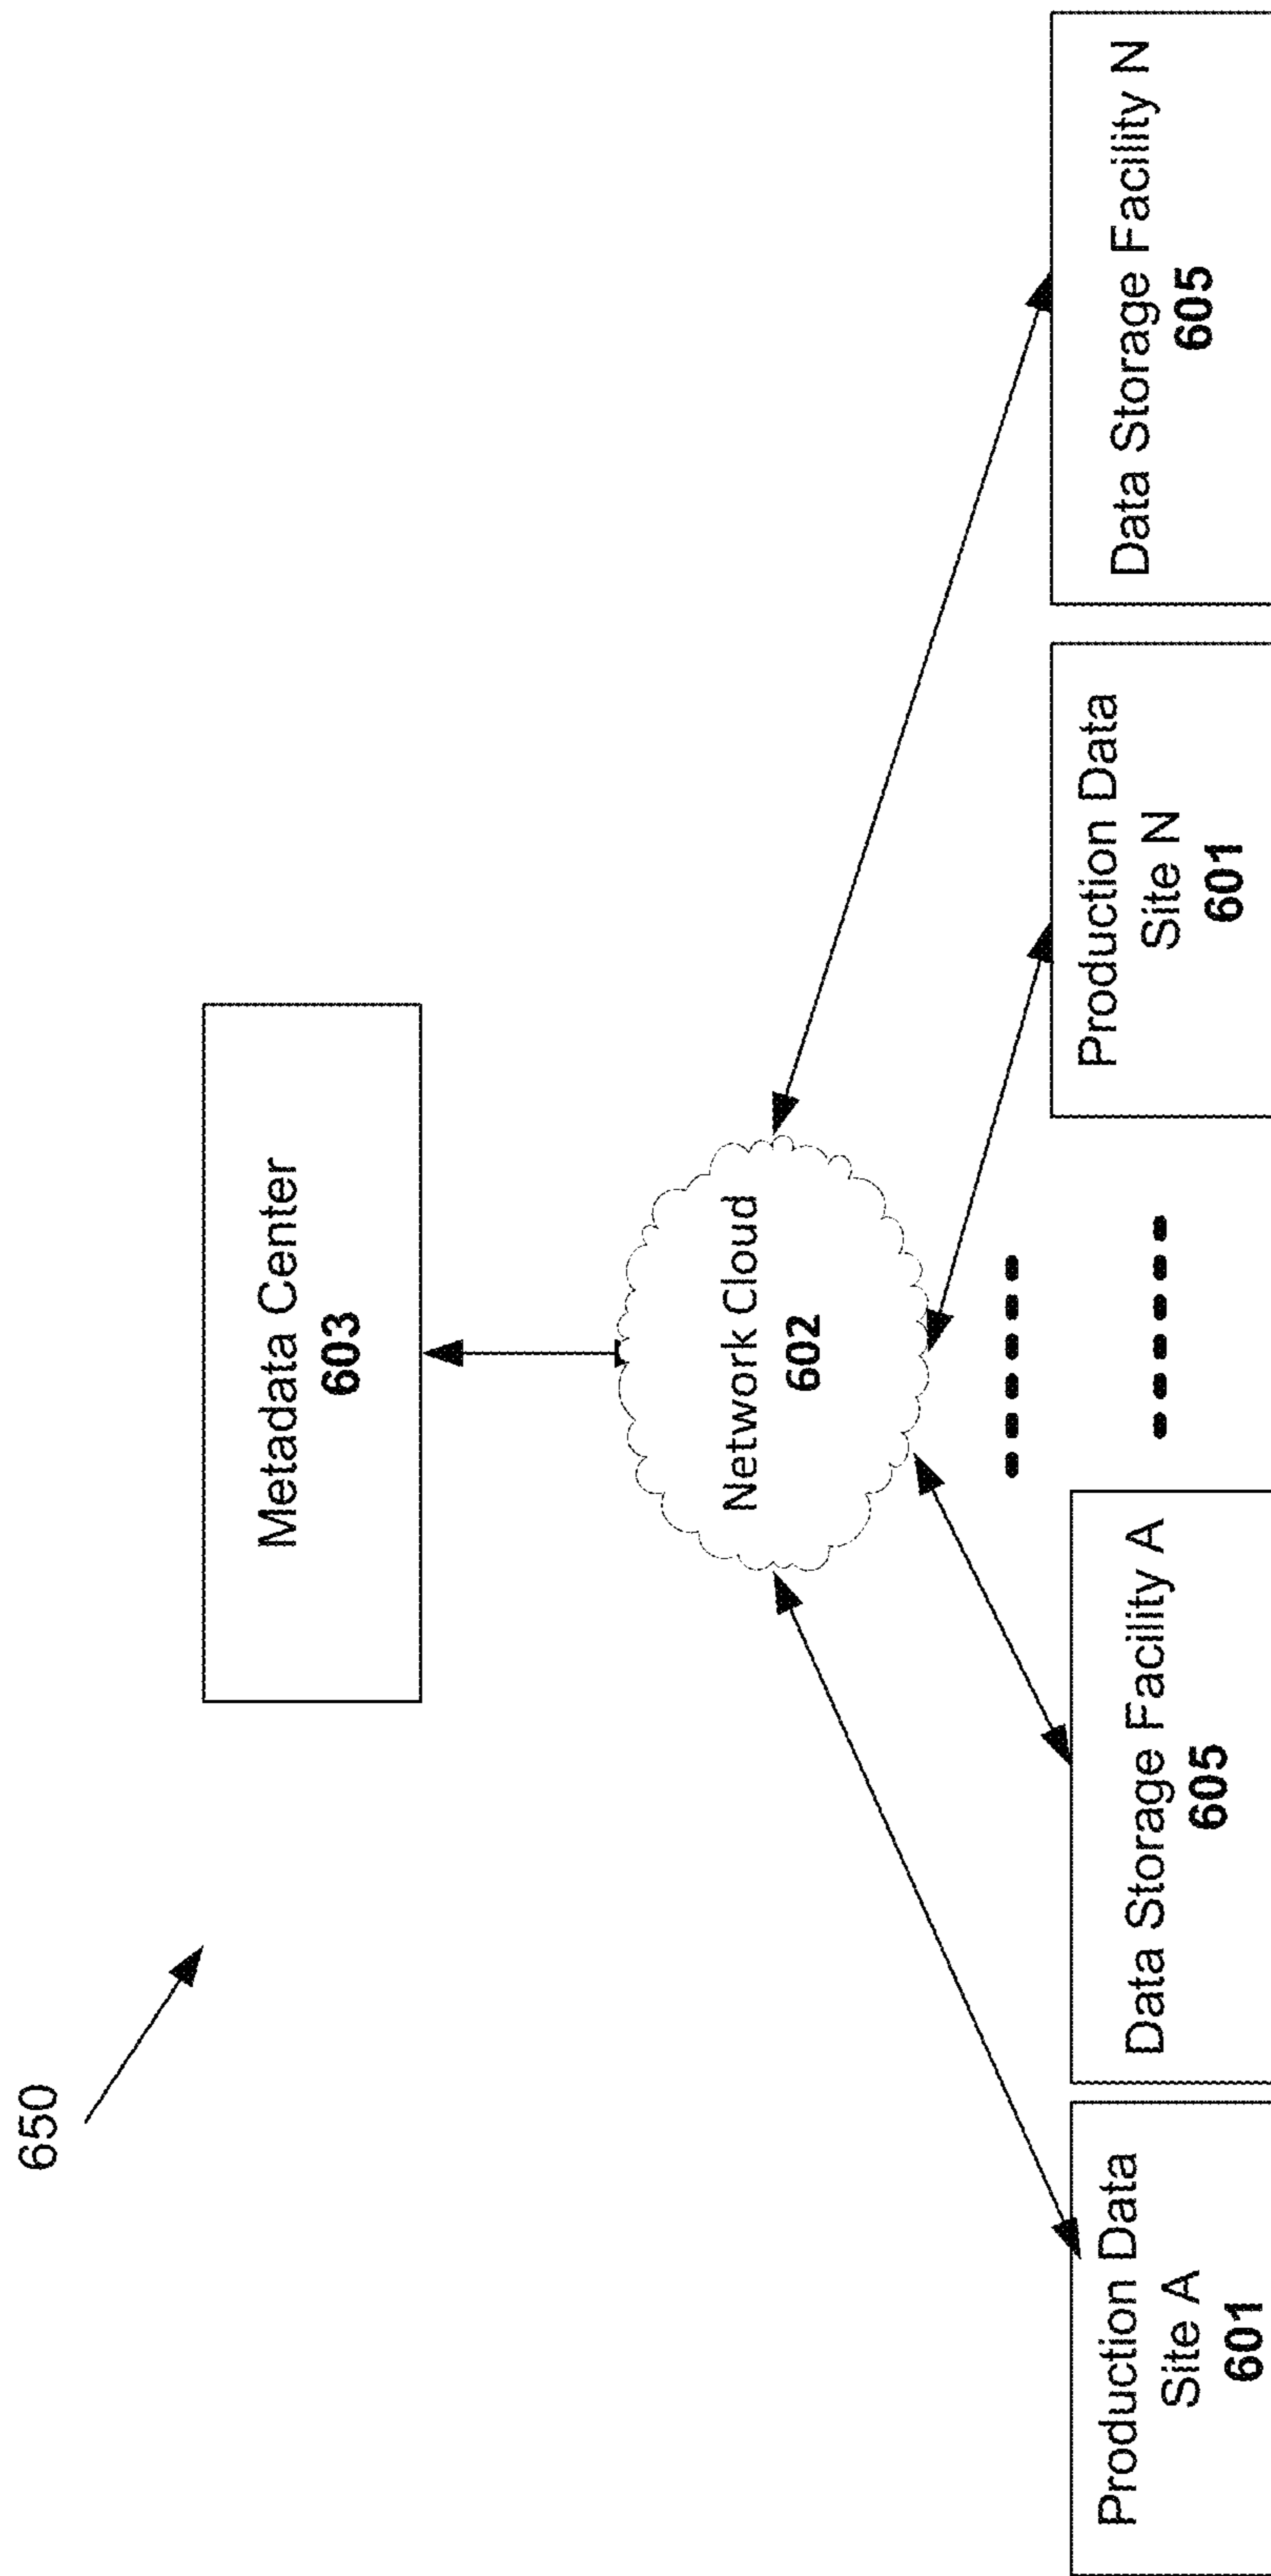 650
Metadata Center
603
Network Cloud
602
Production Data
Site A
601
Data Storage Facility A
605
Production Data
Site N
601
Data Storage Facility N
605